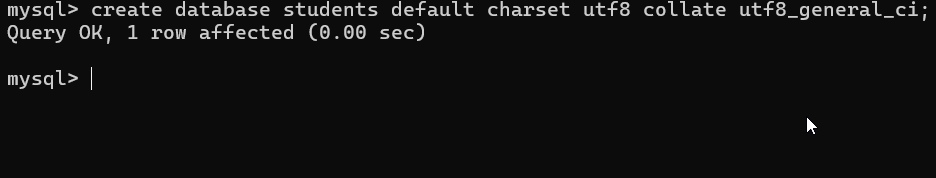 mysql> create database students default charset utf8 collate utf8_general_ci;
Query OK, 1 row affected (0.00 sec)
mysql>